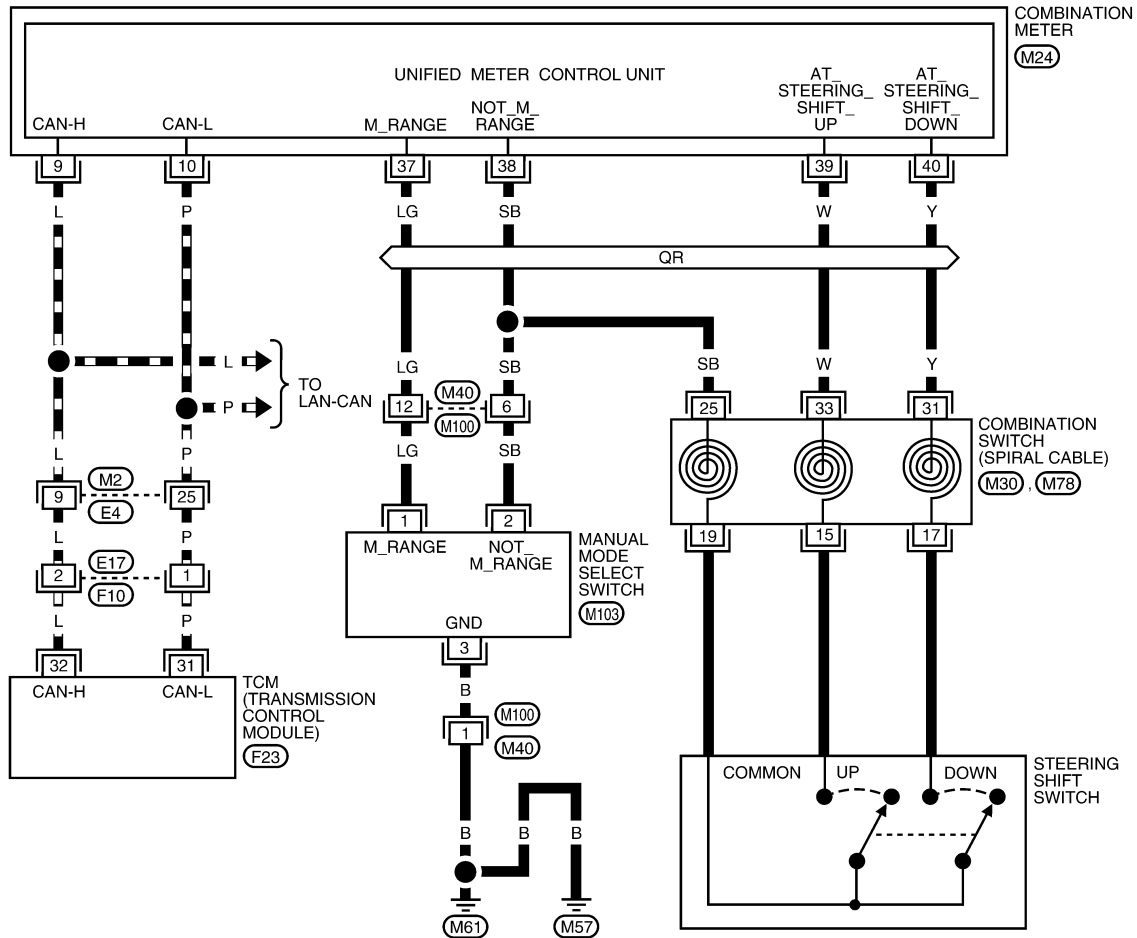 COMBINATION
METER
M24
UNIFIED METER CONTROL UNIT
CAN-H
CAN-L
M_RANGE
NOT_M_
RANGE
AT_
STEERING_
SHIFT_
UP
AT_
STEERING_
SHIFT_
DOWN
9
10
37
38
39
40
L
P
LG
SB
W
Y
QR
L
P
TO
LAN-CAN
LG
SB
SB
W
Y
12
M40
M100
6
25
33
31
COMBINATION
SWITCH
(SPIRAL CABLE)
M30 , M78
L
P
LG
SB
9
M2
E4
25
L
P
2
E17
F10
1
L
P
1
2
M_RANGE
NOT_
M_RANGE
GND
3
MANUAL
MODE
SELECT
SWITCH
M103
19
15
17
32
31
CAN-H
CAN-L
TCM
(TRANSMISSION
CONTROL
MODULE)
F23
B
1
M100
M40
B
B
B
M61
M57
COMMON
UP
DOWN
STEERING
SHIFT
SWITCH